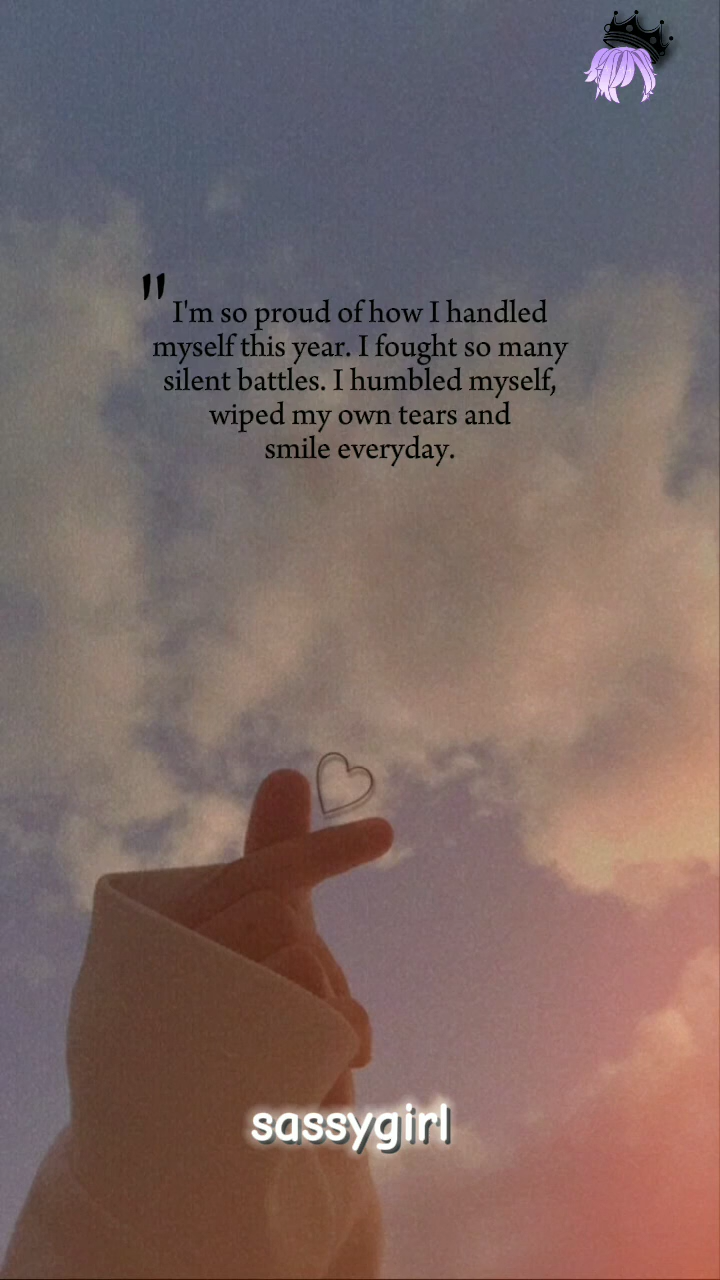 "I'm so proud of how I handled
myself this year. I fought so many
silent battles. I humbled myself,
wiped my own tears and
smile everyday.
sassygirl